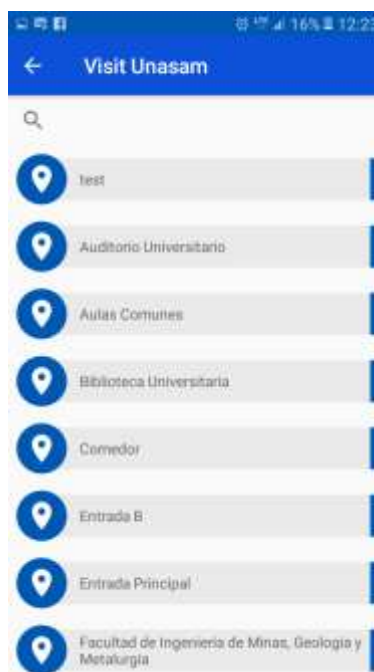 16% 12:23
Visit Unasam
test
Auditorio Universitario
Aulas Comunes
Biblioteca Universitaria
Comedor
Entrada B
Entrada Principal
Facultad de Ingeniería de Minas, Geología y
Metalurgia